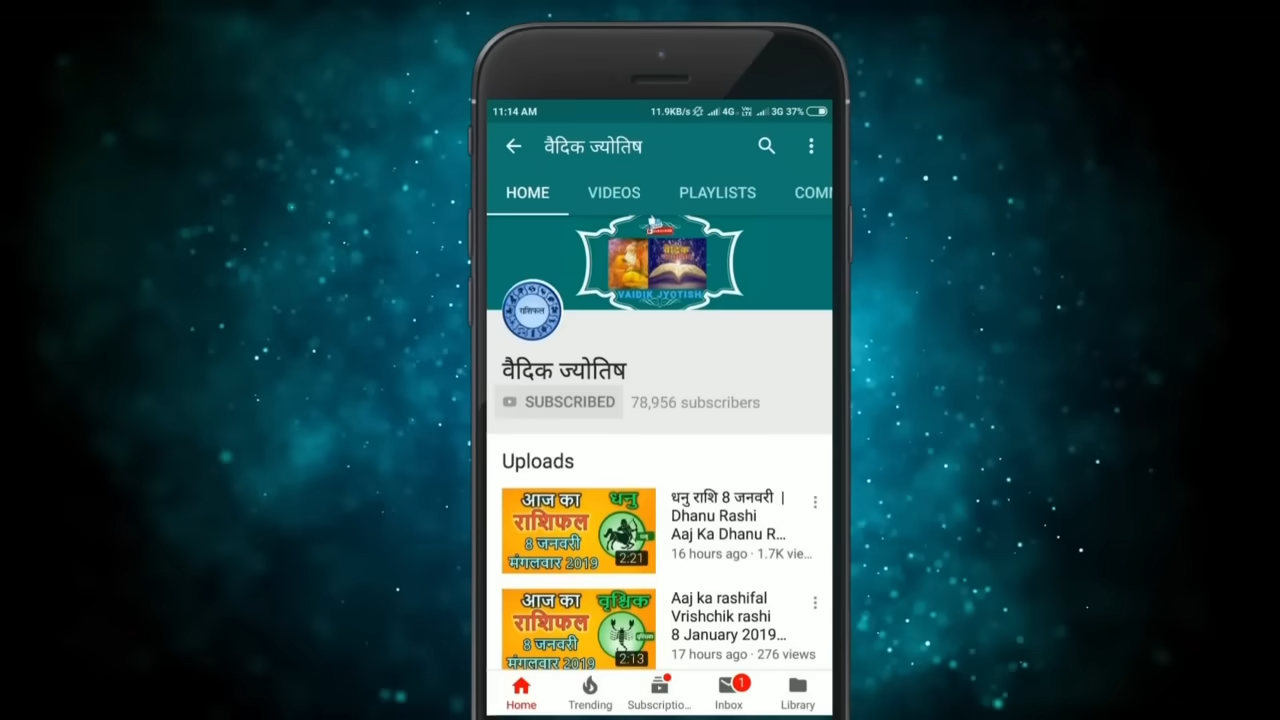 11:14 AM 11.9KB/s 4G VoLTE 3G 37%
वैदिक ज्योतिष
HOME VIDEOS PLAYLISTS COMM
वैदिक
VAIDIK JYOTISH
राशिफल
वैदिक ज्योतिष
SUBSCRIBED 78,956 subscribers
Uploads
आज का धनु
राशिफल
8 जनवरी
मंगलवार 2019 2:21
धनु राशि 8 जनवरी |
Dhanu Rashi
Aaj Ka Dhanu R...
16 hours ago · 1.7K vie...
आज का वृश्चिक
राशिफल
8 जनवरी
मंगलवार 2019 2:13
Aaj ka rashifal
Vrishchik rashi
8 January 2019...
17 hours ago · 276 views
1
Home Trending Subscriptio... Inbox Library